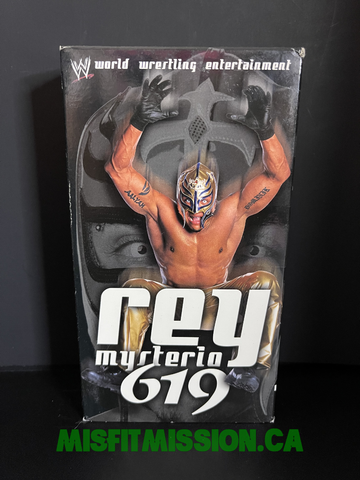 W world wrestling entertainment
rey
mysterio
619
MISFITMISSION.CA